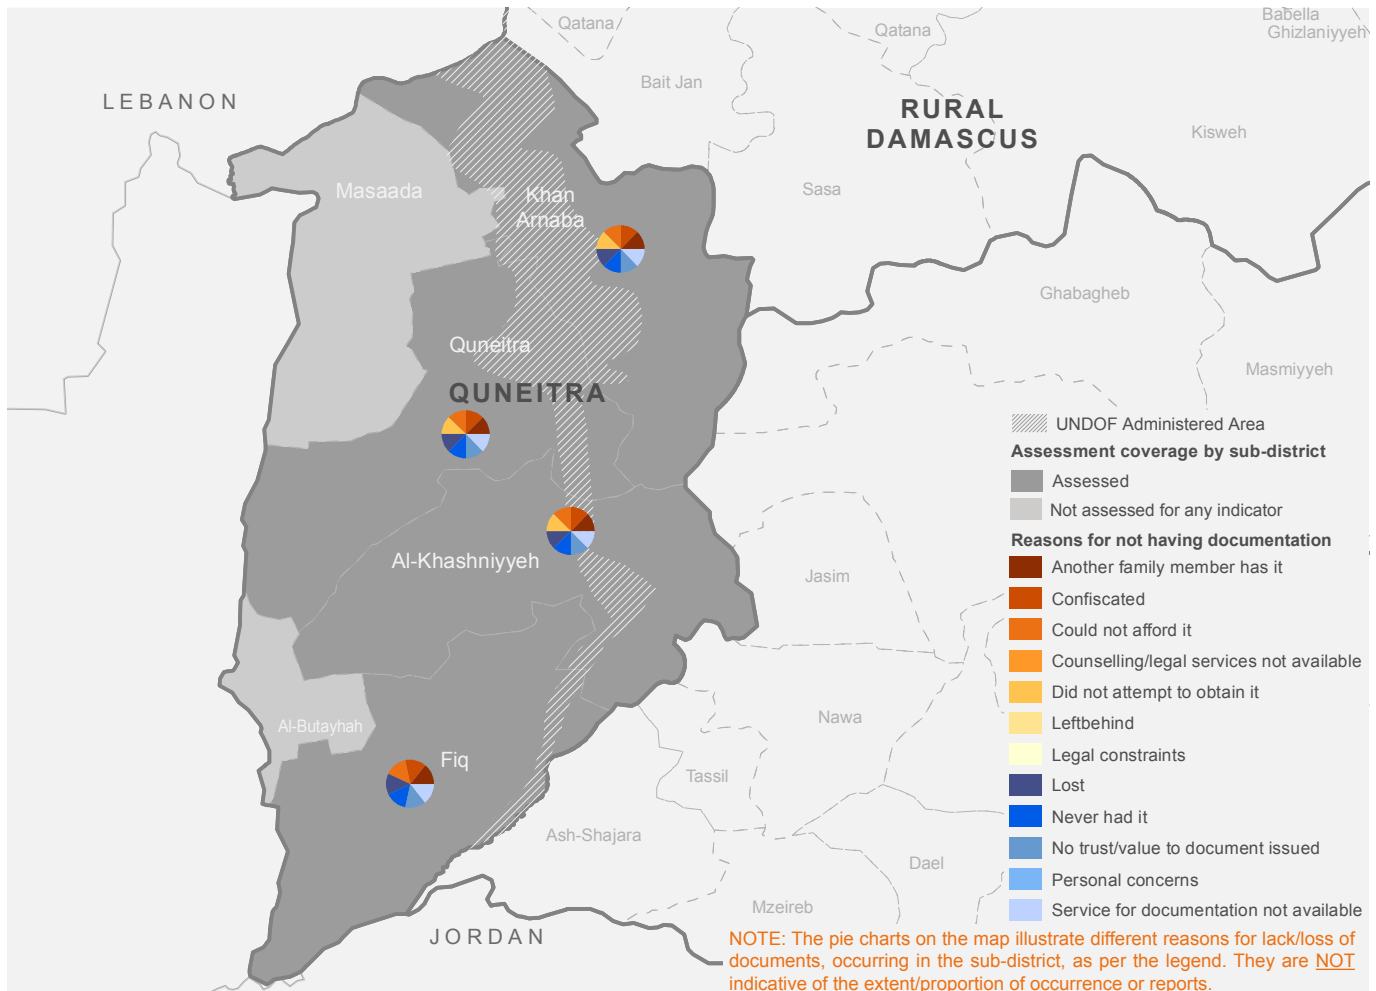 Qatana
Qatana
Babella
Ghizlaniyyeh
Bait Jan
LEBANON
RURAL
DAMASCUS
Kisweh
Masaada
Khan
Arnaba
Sasa
Ghabagheb
Quneitra
Masmiyyeh
QUNEITRA
UNDOF Administered Area
Assessment coverage by sub-district
Assessed
Not assessed for any indicator
Reasons for not having documentation
Another family member has it
Confiscated
Could not afford it
Counselling/legal services not available
Did not attempt to obtain it
Leftbehind
Legal constraints
Lost
Never had it
No trust/value to document issued
Personal concerns
Service for documentation not available
Al-Khashniyyeh
Jasim
Al-Butayhah
Nawa
Fiq
Tassil
Ash-Shajara
Dael
Mzeireb
JORDAN
NOTE: The pie charts on the map illustrate different reasons for lack/loss of
documents, occurring in the sub-district, as per the legend. They are NOT
indicative of the extent/proportion of occurrence or reports.